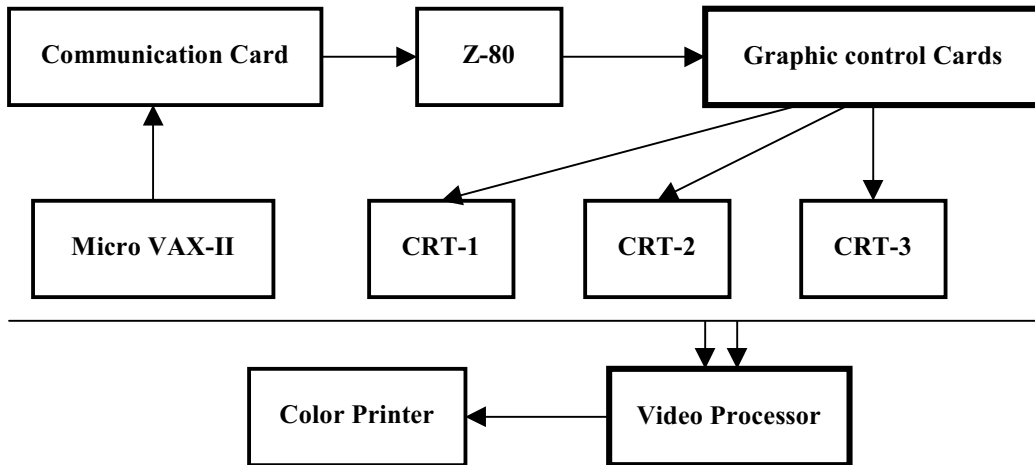 Communication Card
Z-80
Graphic control Cards
Micro VAX-II
CRT-1
CRT-2
CRT-3
Color Printer
Video Processor